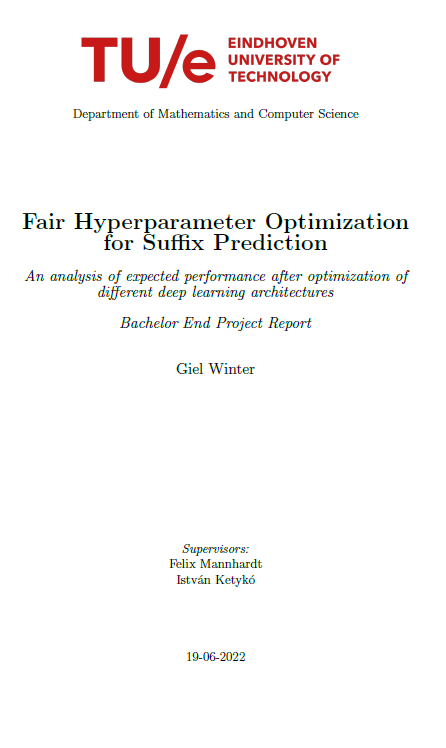 TU/e
EINDHOVEN
UNIVERSITY OF
TECHNOLOGY
Department of Mathematics and Computer Science
Fair Hyperparameter Optimization
for Suffix Prediction
An analysis of expected performance after optimization of
different deep learning architectures
Bachelor End Project Report
Giel Winter
Supervisors:
Felix Mannhardt
István Ketykó
19-06-2022